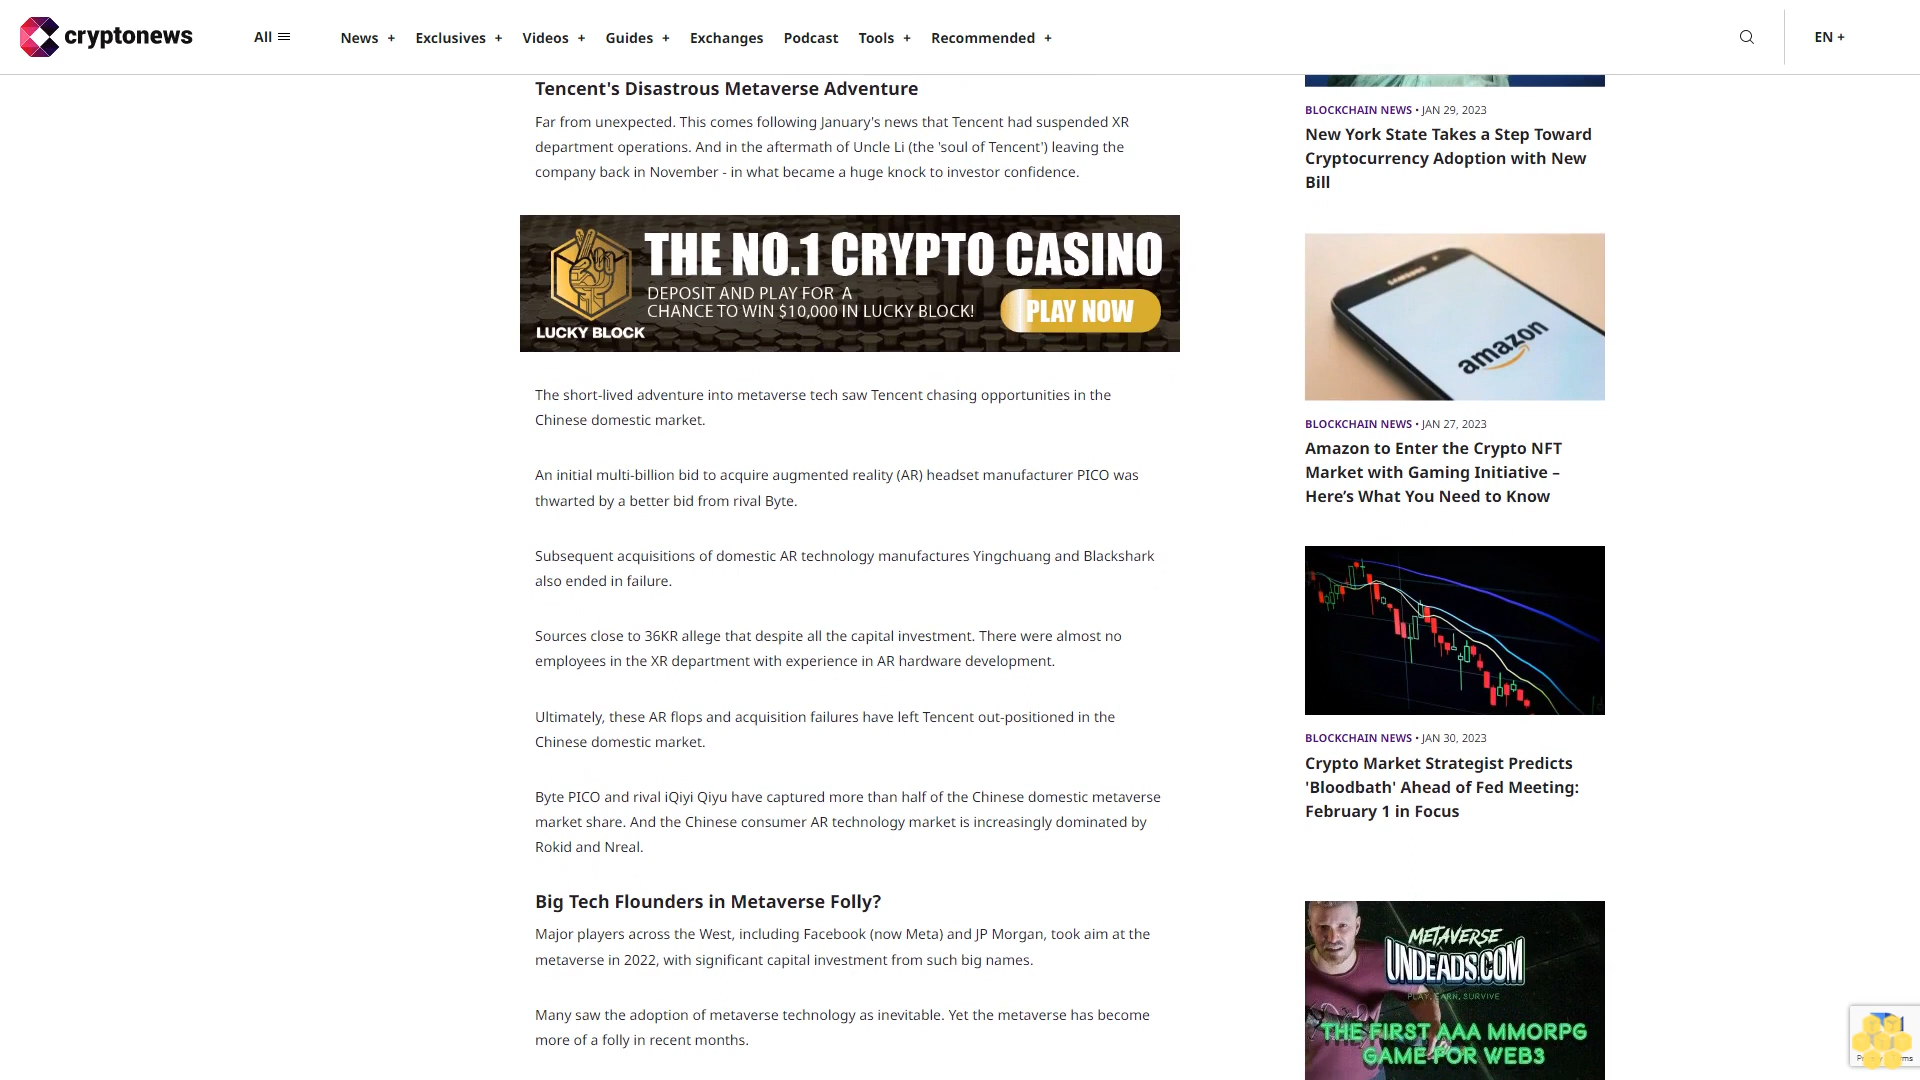 cryptonews
All
News +
Exclusives +
Videos +
Guides +
Exchanges
Podcast
Tools +
Recommended +
EN +
Tencent's Disastrous Metaverse Adventure
Far from unexpected. This comes following January's news that Tencent had suspended XR
department operations. And in the aftermath of Uncle Li (the 'soul of Tencent') leaving the
company back in November - in what became a huge knock to investor confidence.
THE NO.1 CRYPTO CASINO
DEPOSIT AND PLAY FOR A
CHANCE TO WIN $10,000 IN LUCKY BLOCK!
PLAY NOW
LUCKY BLOCK
The short-lived adventure into metaverse tech saw Tencent chasing opportunities in the
Chinese domestic market.
An initial multi-billion bid to acquire augmented reality (AR) headset manufacturer PICO was
thwarted by a better bid from rival Byte.
Subsequent acquisitions of domestic AR technology manufactures Yingchuang and Blackshark
also ended in failure.
Sources close to 36KR allege that despite all the capital investment. There were almost no
employees in the XR department with experience in AR hardware development.
Ultimately, these AR flops and acquisition failures have left Tencent out-positioned in the
Chinese domestic market.
Byte PICO and rival iQiyi Qiyu have captured more than half of the Chinese domestic metaverse
market share. And the Chinese consumer AR technology market is increasingly dominated by
Rokid and Nreal.
Big Tech Flounders in Metaverse Folly?
Major players across the West, including Facebook (now Meta) and JP Morgan, took aim at the
metaverse in 2022, with significant capital investment from such big names.
Many saw the adoption of metaverse technology as inevitable. Yet the metaverse has become
more of a folly in recent months.
BLOCKCHAIN NEWS • JAN 29, 2023
New York State Takes a Step Toward
Cryptocurrency Adoption with New
Bill
SAMSUNG
amazon
BLOCKCHAIN NEWS • JAN 27, 2023
Amazon to Enter the Crypto NFT
Market with Gaming Initiative –
Here’s What You Need to Know
BLOCKCHAIN NEWS • JAN 30, 2023
Crypto Market Strategist Predicts
'Bloodbath' Ahead of Fed Meeting:
February 1 in Focus
METAVERSE
UNDEADS.COM
PLAY, EARN, SURVIVE
THE FIRST AAA MMORPG
GAME FOR WEB3